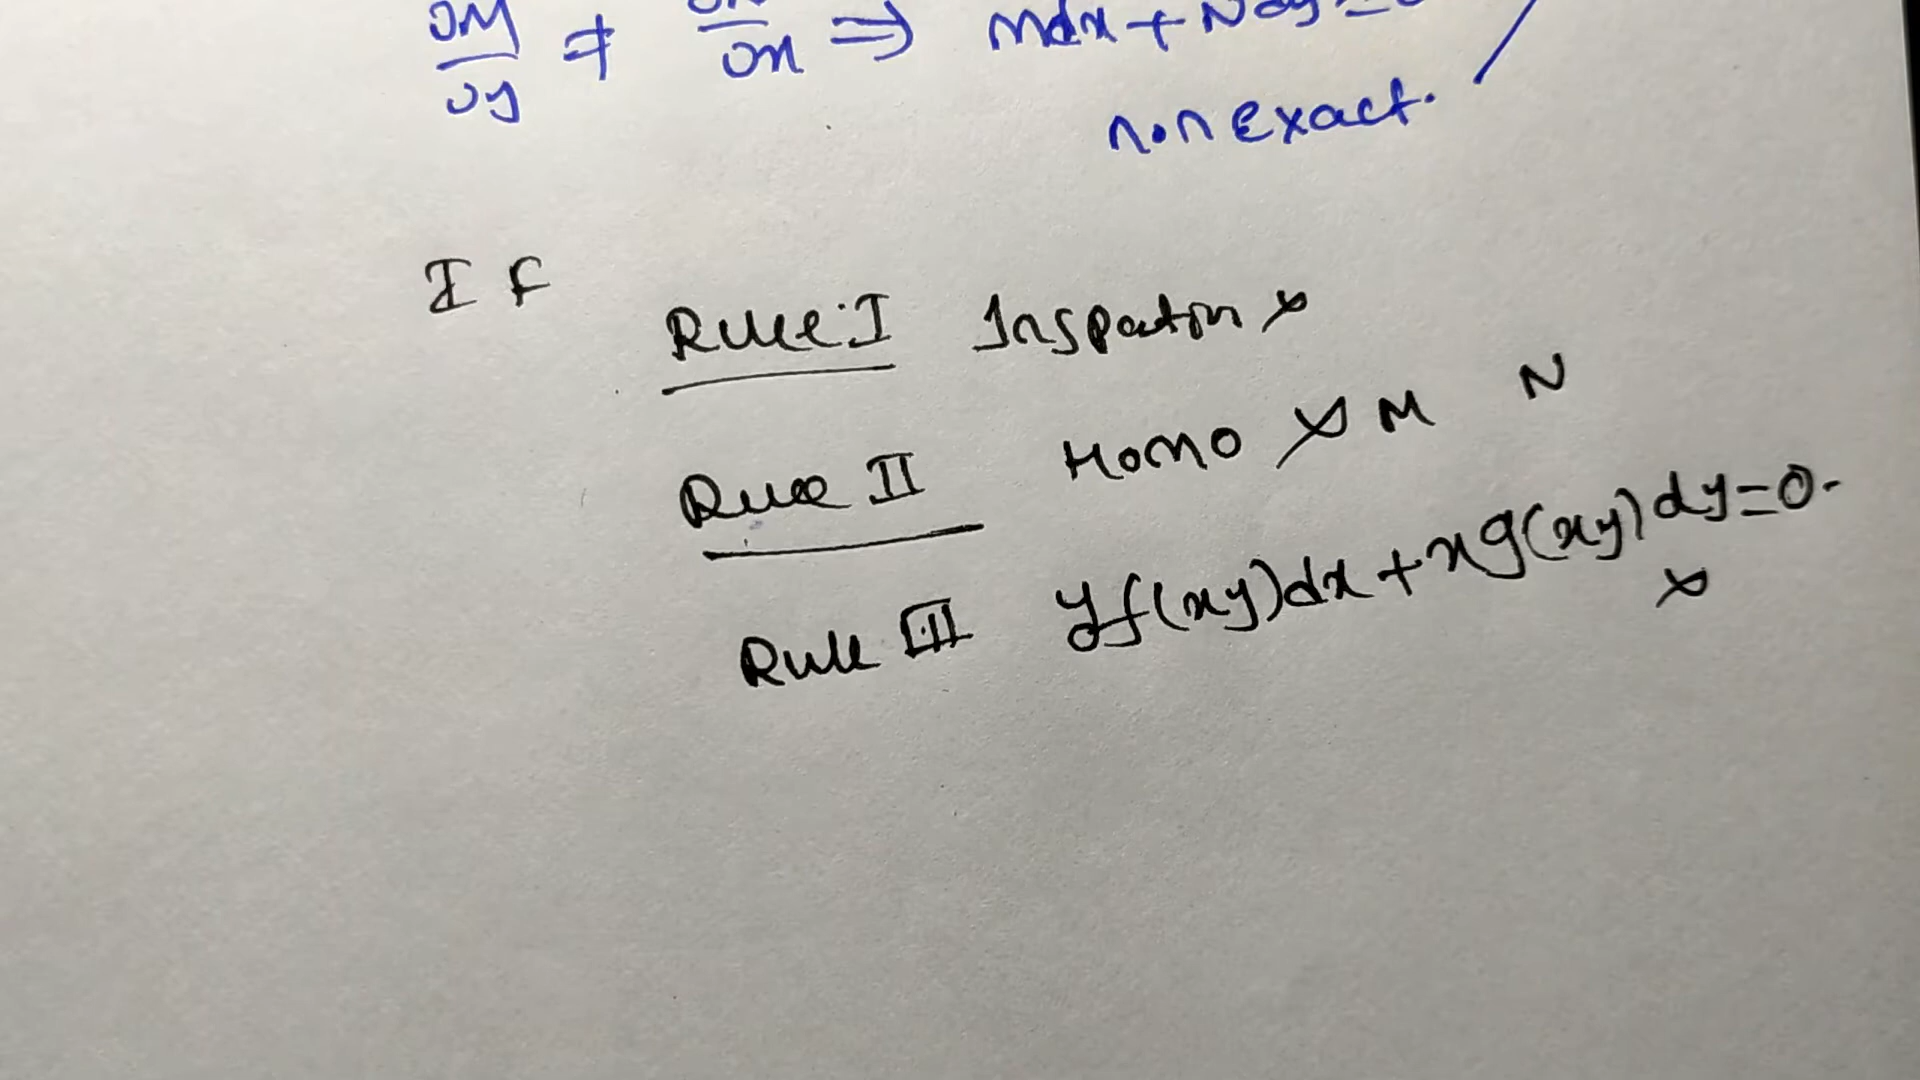 ∂M/∂y ≠ ∂N/∂x ⇒ Mdx + Ndy = 0
non exact.
I F
Rule: I Inspection ×
Rule II Homo × M N
Rule III yf(xy)dx + xg(xy)dy = 0. ×